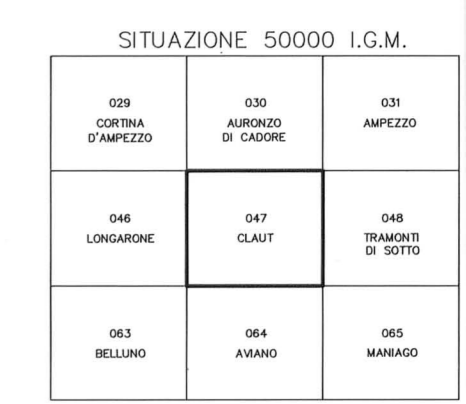 SITUAZIONE 50000 I.G.M.
029
CORTINA
D'AMPEZZO
030
AURONZO
DI CADORE
031
AMPEZZO
046
LONGARONE
047
CLAUT
048
TRAMONTI
DI SOTTO
063
BELLUNO
064
AVIANO
065
MANIAGO